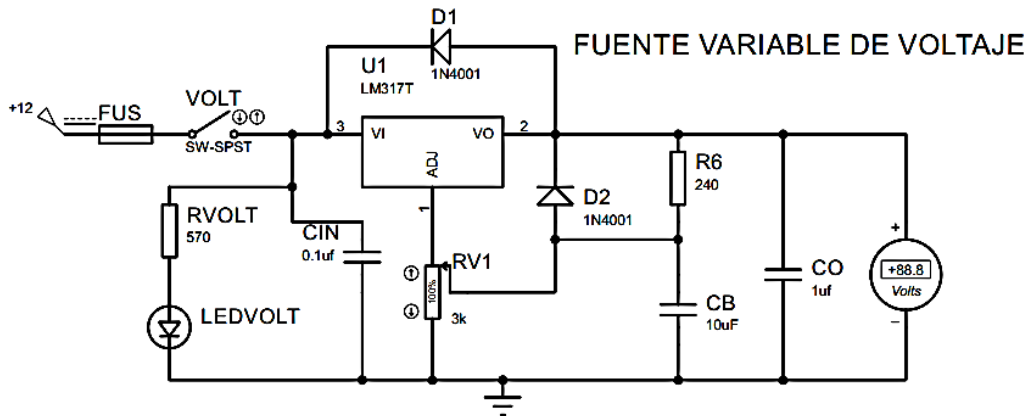 FUENTE VARIABLE DE VOLTAJE
D1
1N4001
U1
LM317T
+12
FUS
VOLT
SW-SPST
3
VI
VO
2
ADJ
1
R6
240
D2
1N4001
RVOLT
570
CIN
0.1uf
RV1
100%
3k
LEDVOLT
CB
10uF
CO
1uf
+
+88.8
Volts
−